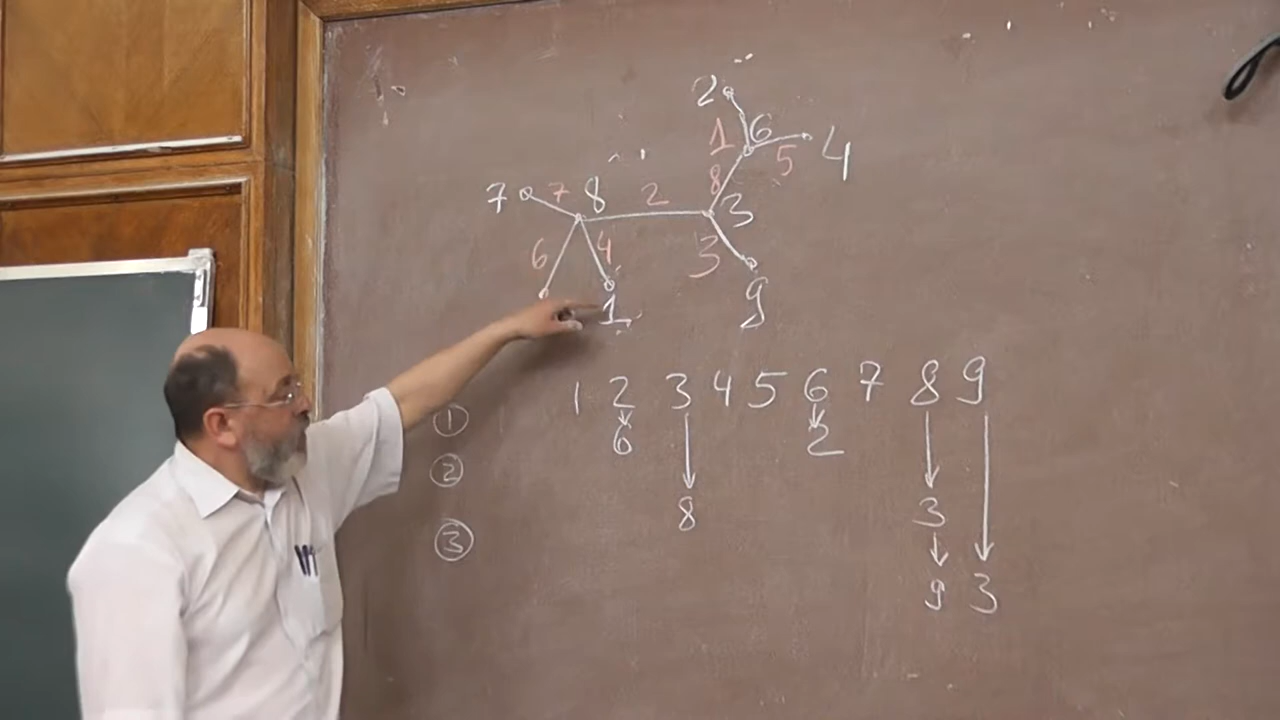 2
1 6
5 4
8
7 7 8 2 3
6 4 3
1 9
1 2 3 4 5 6 7 8 9
① 6 2
②
8 3
③
9 3